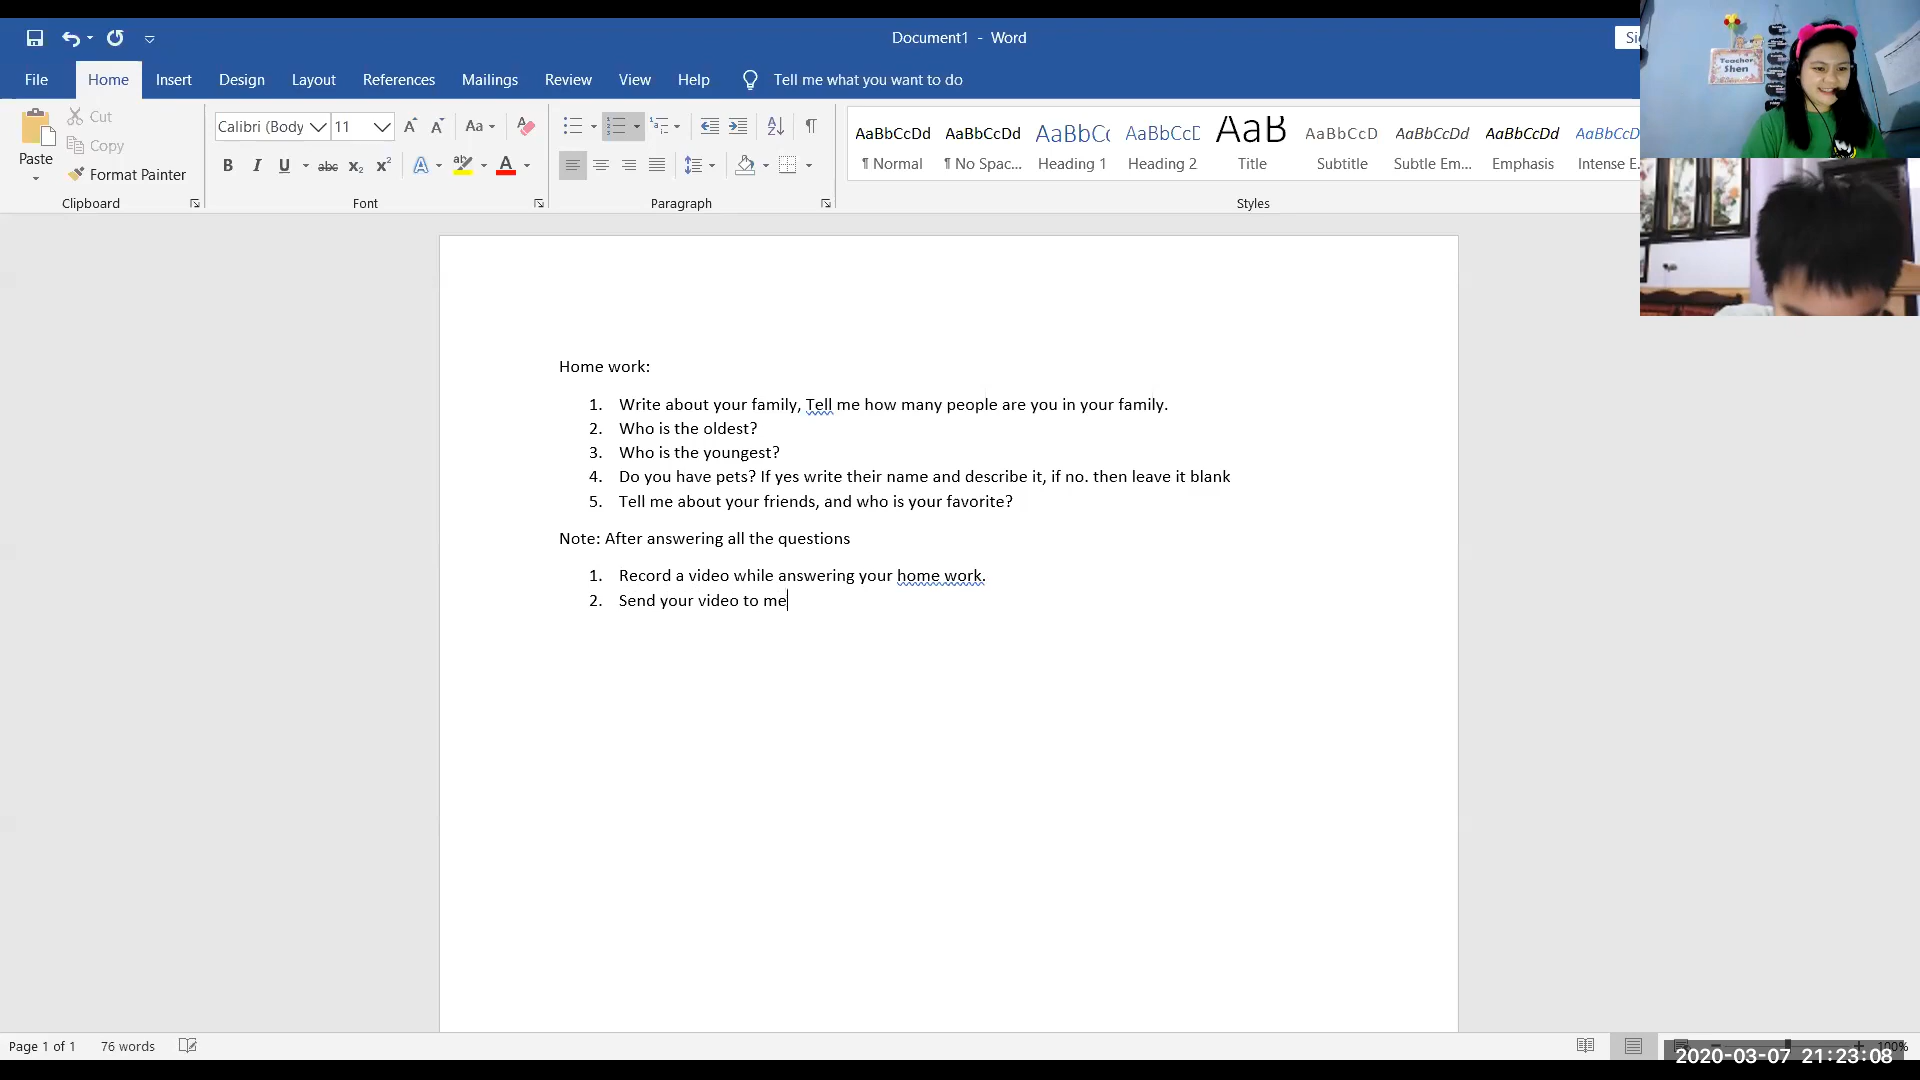 Document1 - Word
File Home Insert Design Layout References Mailings Review View Help Tell me what you want to do
Paste
Cut
Copy
Format Painter
Clipboard
Calibri (Body 11
Font
Paragraph
AaBbCcDd AaBbCcDd AaBbCc AaBbCcD AaB AaBbCcD AaBbCcDd AaBbCcDd AaBbCcD
¶ Normal ¶ No Spac... Heading 1 Heading 2 Title Subtitle Subtle Em... Emphasis Intense E
Styles
Teacher
Shen
Home work:
1. Write about your family, Tell me how many people are you in your family.
2. Who is the oldest?
3. Who is the youngest?
4. Do you have pets? If yes write their name and describe it, if no. then leave it blank
5. Tell me about your friends, and who is your favorite?
Note: After answering all the questions
1. Record a video while answering your home work.
2. Send your video to me
Page 1 of 1 76 words 100%
2020-03-07 21:23:08